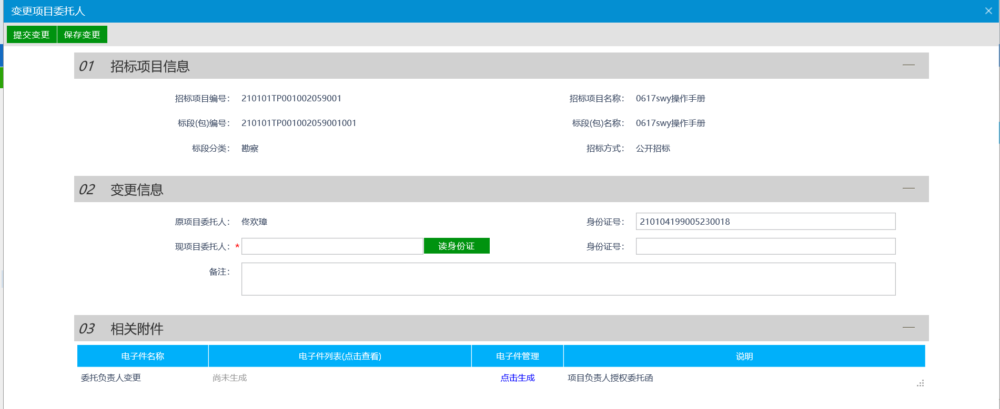 变更项目委托人
提交变更 保存变更
01 招标项目信息
招标项目编号： 210101TP001002059001 招标项目名称： 0617swy操作手册
标段(包)编号： 210101TP001002059001001 标段(包)名称： 0617swy操作手册
标段分类： 勘察 招标方式： 公开招标
02 变更信息
原项目委托人： 佟欢璋 身份证号： 210104199005230018
现项目委托人： * 读身份证 身份证号：
备注：
03 相关附件
电子件名称 电子件列表(点击查看) 电子件管理 说明
委托负责人变更 尚未生成 点击生成 项目负责人授权委托函